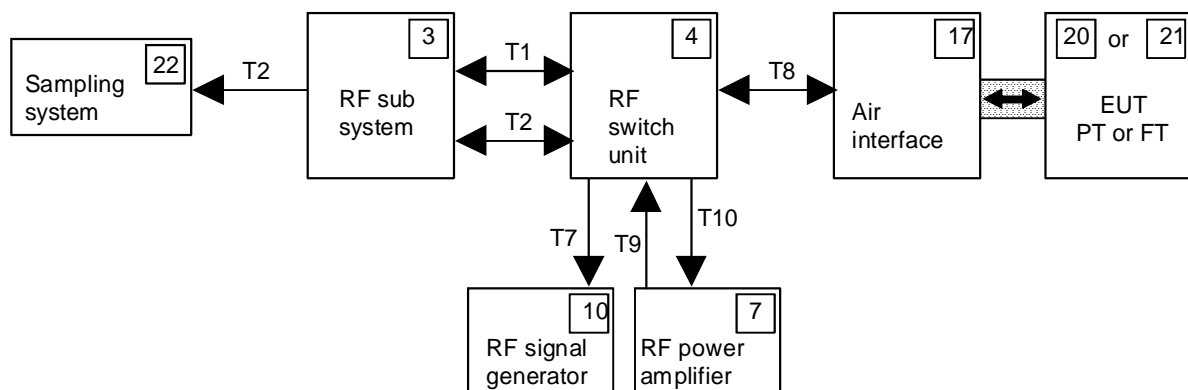 22
Sampling
system
T2
3
RF sub
system
T1
T2
4
RF
switch
unit
T8
17
Air
interface
20 or 21
EUT
PT or FT
T7
T9
T10
10
RF signal
generator
7
RF power
amplifier